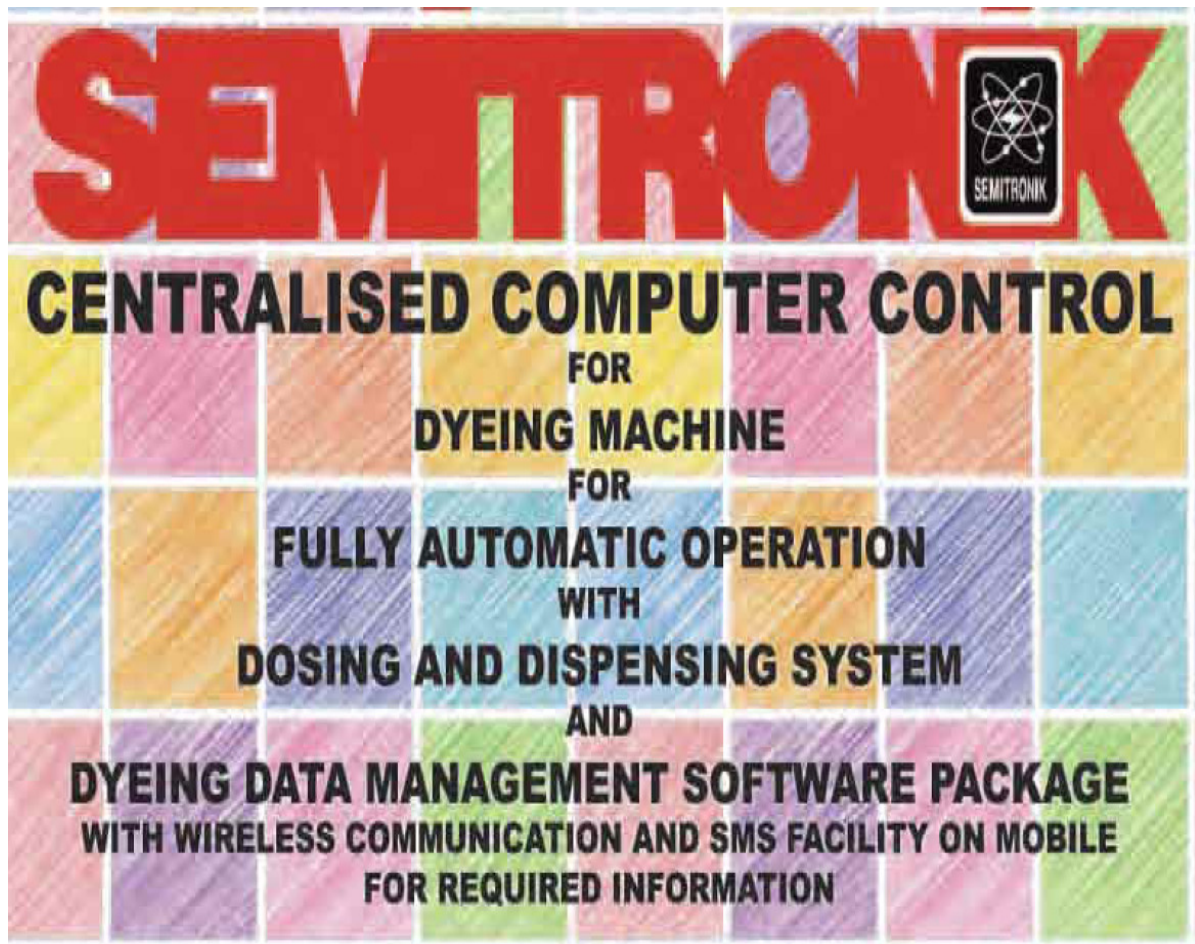 SEMITRONIK
SEMITRONIK
CENTRALISED COMPUTER CONTROL
FOR
DYEING MACHINE
FOR
FULLY AUTOMATIC OPERATION
WITH
DOSING AND DISPENSING SYSTEM
AND
DYEING DATA MANAGEMENT SOFTWARE PACKAGE
WITH WIRELESS COMMUNICATION AND SMS FACILITY ON MOBILE
FOR REQUIRED INFORMATION